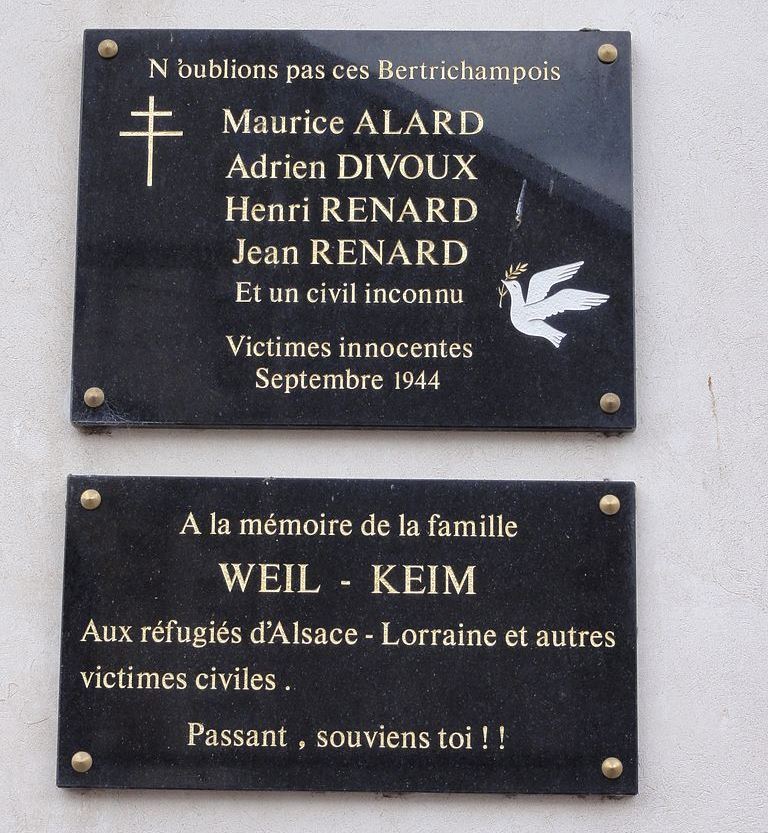 N'oublions pas ces Bertrichampois
Maurice ALARD
Adrien DIVOUX
Henri RENARD
Jean RENARD
Et un civil inconnu
Victimes innocentes
Septembre 1944
A la mémoire de la famille
WEIL - KEIM
Aux réfugiés d'Alsace - Lorraine et autres
victimes civiles .
Passant , souviens toi ! !